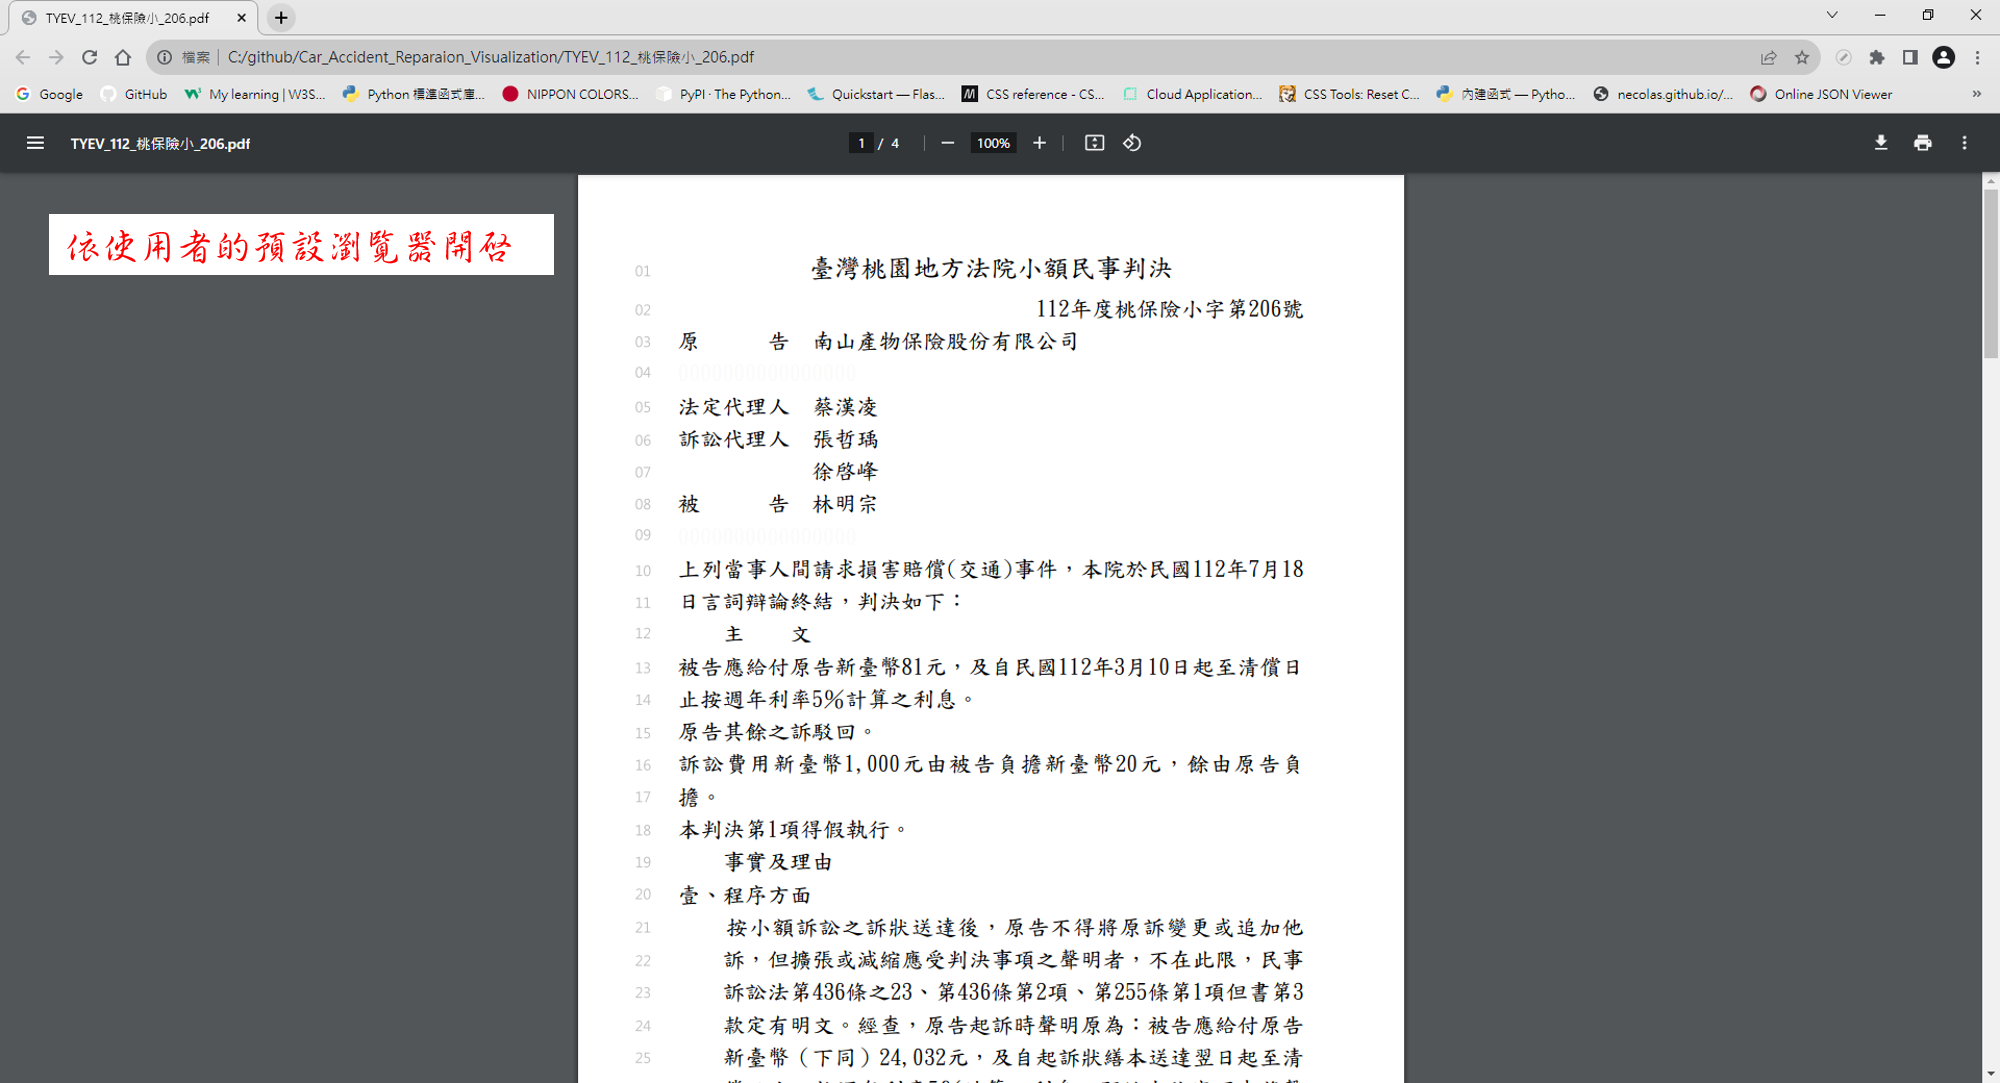 TYEV_112_桃保險小_206.pdf
檔案 C:/github/Car_Accident_Reparaion_Visualization/TYEV_112_桃保險小_206.pdf
Google GitHub My learning | W3S... Python 標準函式庫... NIPPON COLORS... PyPI · The Python... Quickstart — Flas... CSS reference - CS... Cloud Application... CSS Tools: Reset C... 內建函式 — Pytho... necolas.github.io/... Online JSON Viewer »
TYEV_112_桃保險小_206.pdf 1 / 4 100%
依使用者的預設瀏覽器開啓
01 臺灣桃園地方法院小額民事判決
02 112年度桃保險小字第206號
03 原 告 南山產物保險股份有限公司
04
05 法定代理人 蔡漢凌
06 訴訟代理人 張哲瑀
07 徐啓峰
08 被 告 林明宗
09
10 上列當事人間請求損害賠償(交通)事件，本院於民國112年7月18
11 日言詞辯論終結，判決如下：
12 主 文
13 被告應給付原告新臺幣81元，及自民國112年3月10日起至清償日
14 止按週年利率5%計算之利息。
15 原告其餘之訴駁回。
16 訴訟費用新臺幣1,000元由被告負擔新臺幣20元，餘由原告負
17 擔。
18 本判決第1項得假執行。
19 事實及理由
20 壹、程序方面
21 按小額訴訟之訴狀送達後，原告不得將原訴變更或追加他
22 訴，但擴張或減縮應受判決事項之聲明者，不在此限，民事
23 訴訟法第436條之23、第436條第2項、第255條第1項但書第3
24 款定有明文。經查，原告起訴時聲明原為：被告應給付原告
25 新臺幣（下同）24,032元，及自起訴狀繕本送達翌日起至清